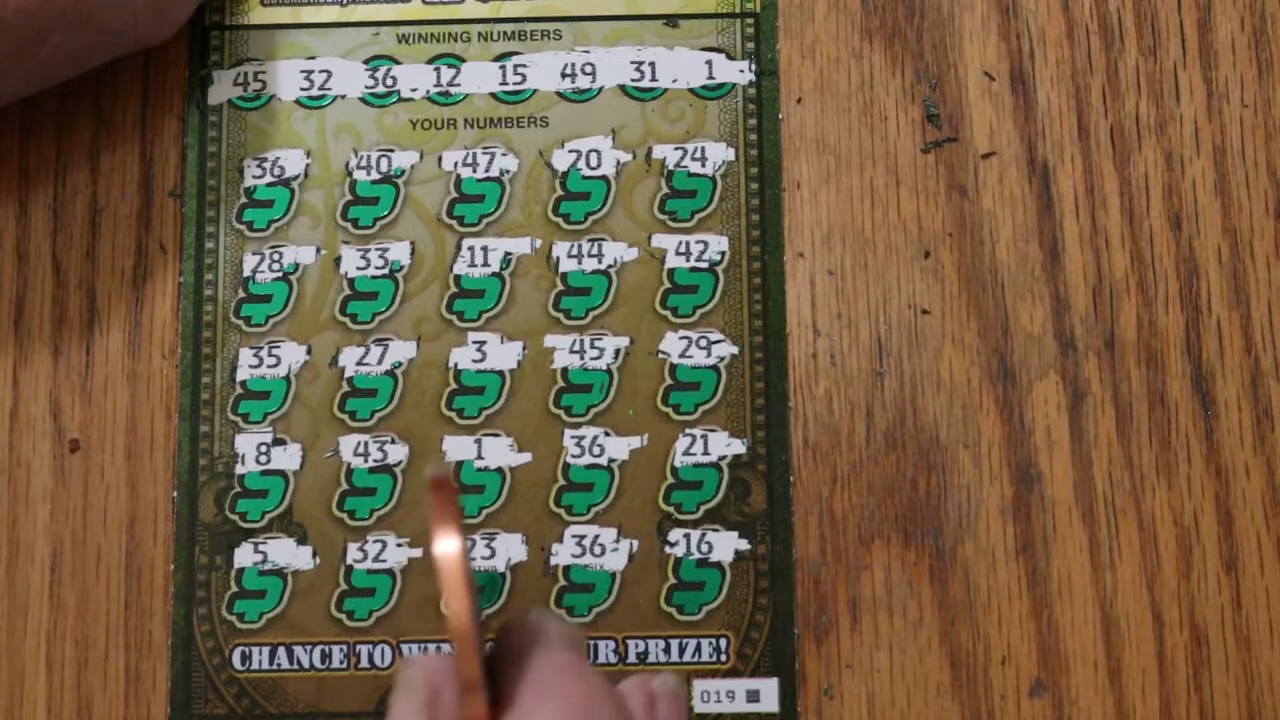 WINNING NUMBERS
45 32 36 12 15 49 31 1
YOUR NUMBERS
36 40 47 20 24
28 33 11 44 42
35 27 3 45 29
8 43 1 36 21
5 32 23 36 16
CHANCE TO PRIZE!
019